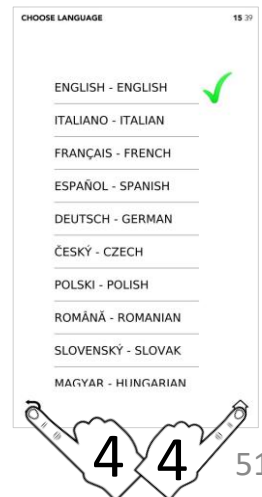 CHOOSE LANGUAGE 15 39
ENGLISH - ENGLISH
ITALIANO - ITALIAN
FRANÇAIS - FRENCH
ESPAÑOL - SPANISH
DEUTSCH - GERMAN
ČESKÝ - CZECH
POLSKI - POLISH
ROMÂNĂ - ROMANIAN
SLOVENSKÝ - SLOVAK
MAGYAR - HUNGARIAN
4 4 51